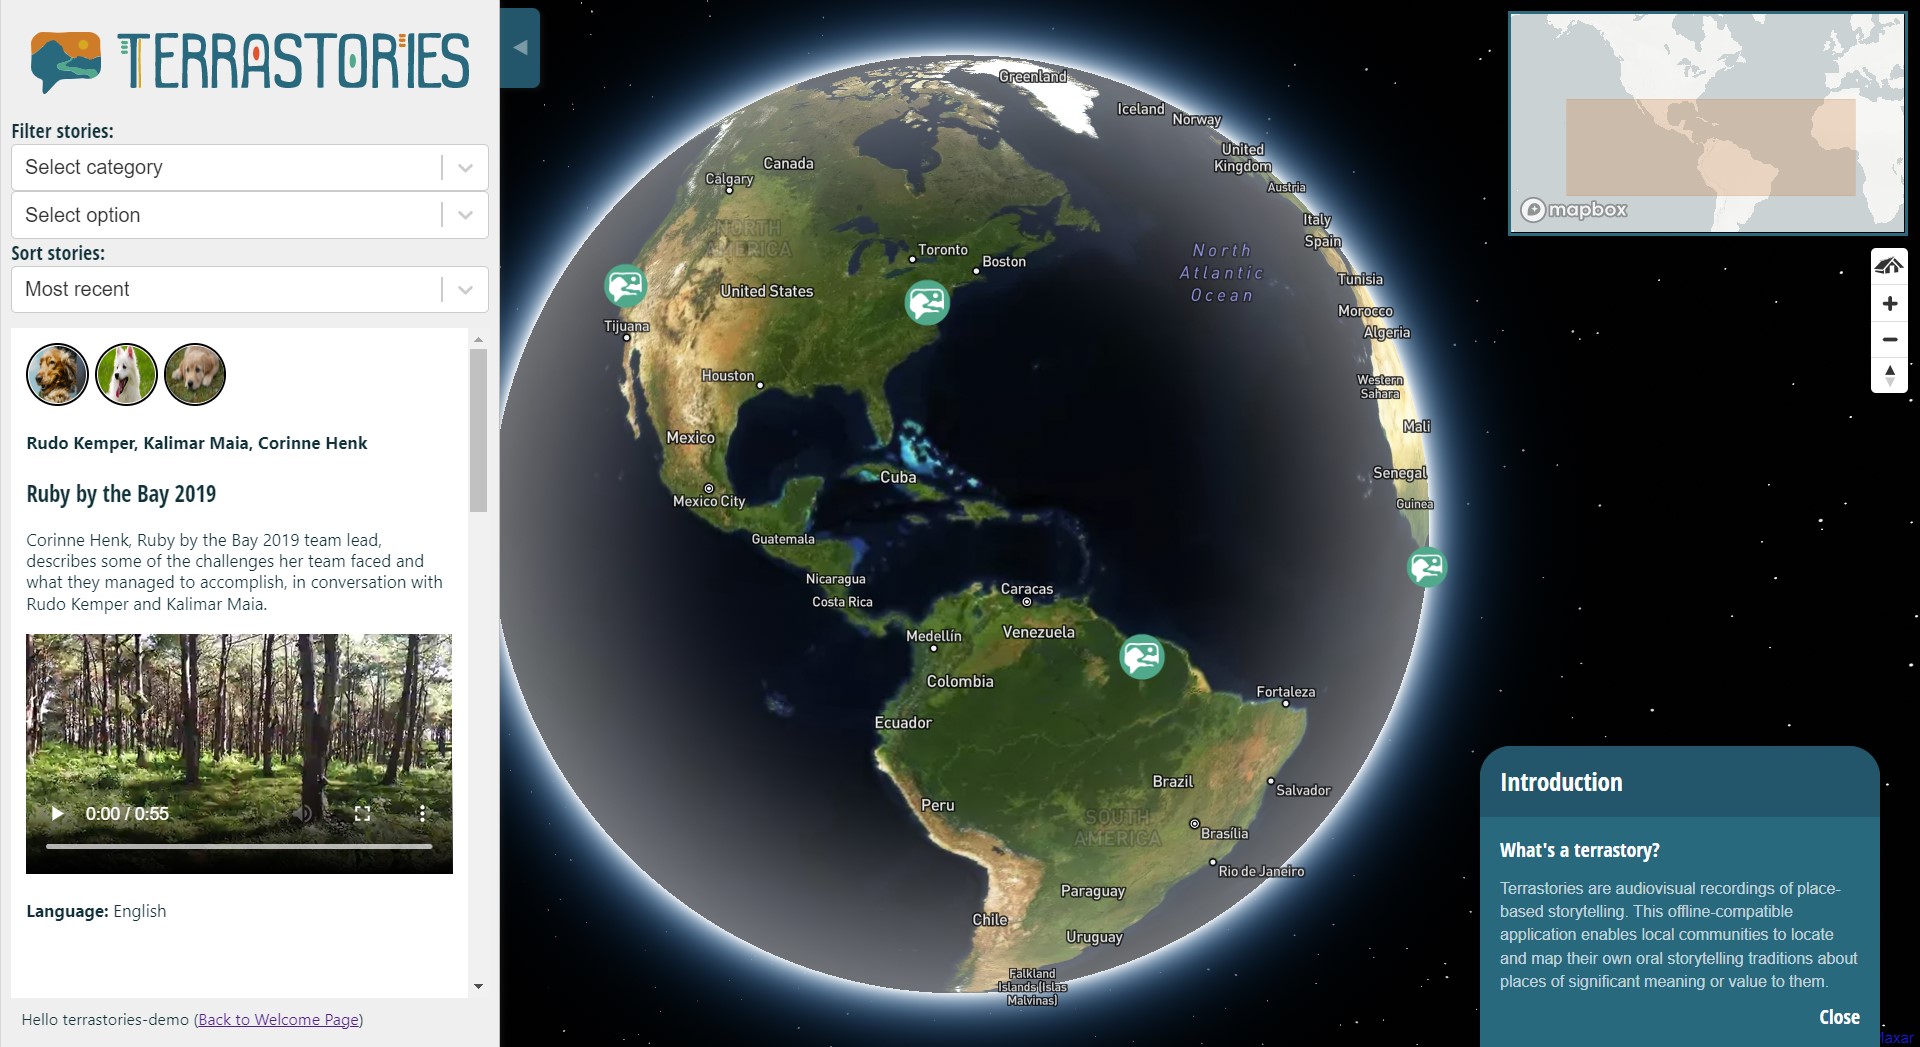 TERRASTORIES
Filter stories:
Select category
Select option
Sort stories:
Most recent
Rudo Kemper, Kalimar Maia, Corinne Henk
Ruby by the Bay 2019
Corinne Henk, Ruby by the Bay 2019 team lead,
describes some of the challenges her team faced and
what they managed to accomplish, in conversation with
Rudo Kemper and Kalimar Maia.
0:00 / 0:55
Language: English
Hello terrastories-demo (Back to Welcome Page)
Greenland
Iceland
Norway
United
Kingdom
Austria
Canada
Calgary
NORTH
AMERICA
Italy
Spain
Toronto
Boston
North
Atlantic
Ocean
Tunisia
United States
Morocco
Tijuana
Algeria
Houston
Western
Sahara
Mali
Mexico
Cuba
Senegal
Mexico City
Guinea
Guatemala
Nicaragua
Costa Rica
Caracas
Medellín
Venezuela
Colombia
Fortaleza
Ecuador
Brazil
Salvador
Peru
SOUTH
AMERICA
Brasília
Rio de Janeiro
Paraguay
Chile
Uruguay
Falkland
Islands (Islas
Malvinas)
mapbox
Introduction
What's a terrastory?
Terrastories are audiovisual recordings of place-
based storytelling. This offline-compatible
application enables local communities to locate
and map their own oral storytelling traditions about
places of significant meaning or value to them.
Close
laxar